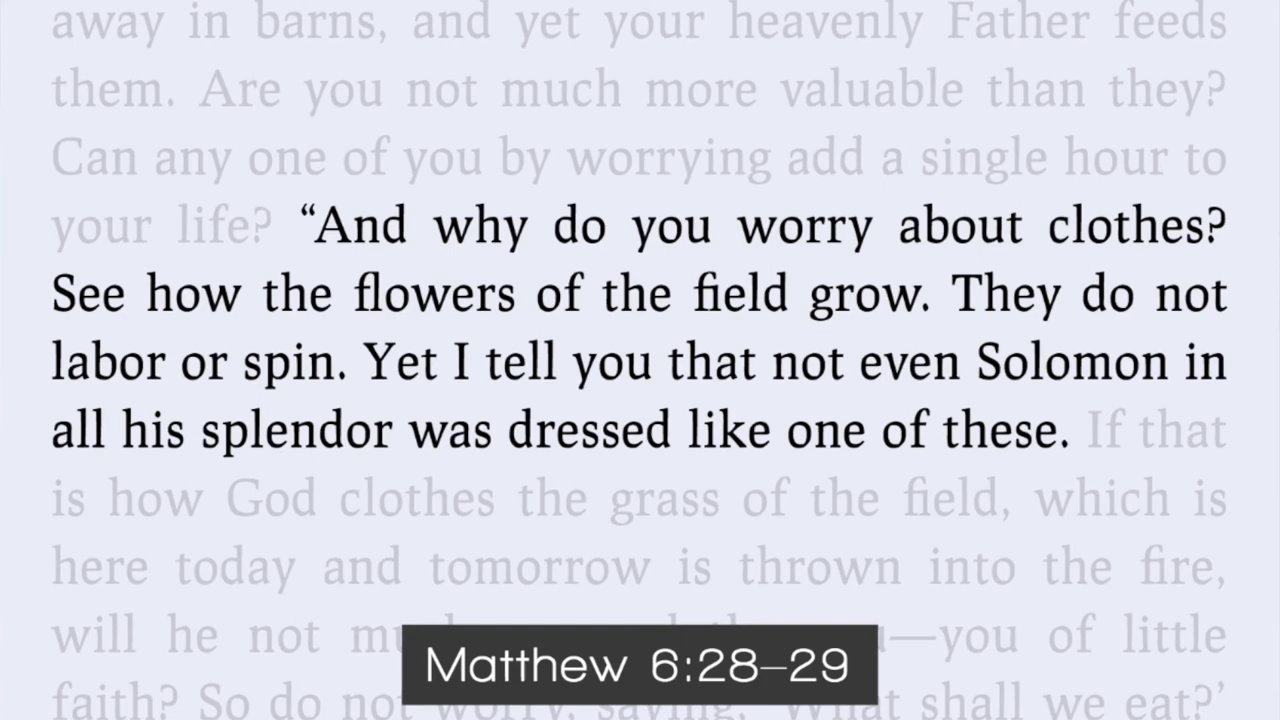 away in barns, and yet your heavenly Father feeds
them. Are you not much more valuable than they?
Can any one of you by worrying add a single hour to
your life? “And why do you worry about clothes?
See how the flowers of the field grow. They do not
labor or spin. Yet I tell you that not even Solomon in
all his splendor was dressed like one of these. If that
is how God clothes the grass of the field, which is
here today and tomorrow is thrown into the fire,
will he not —you of little
faith? So do not worry, saying, ‘What shall we eat?’
Matthew 6:28–29